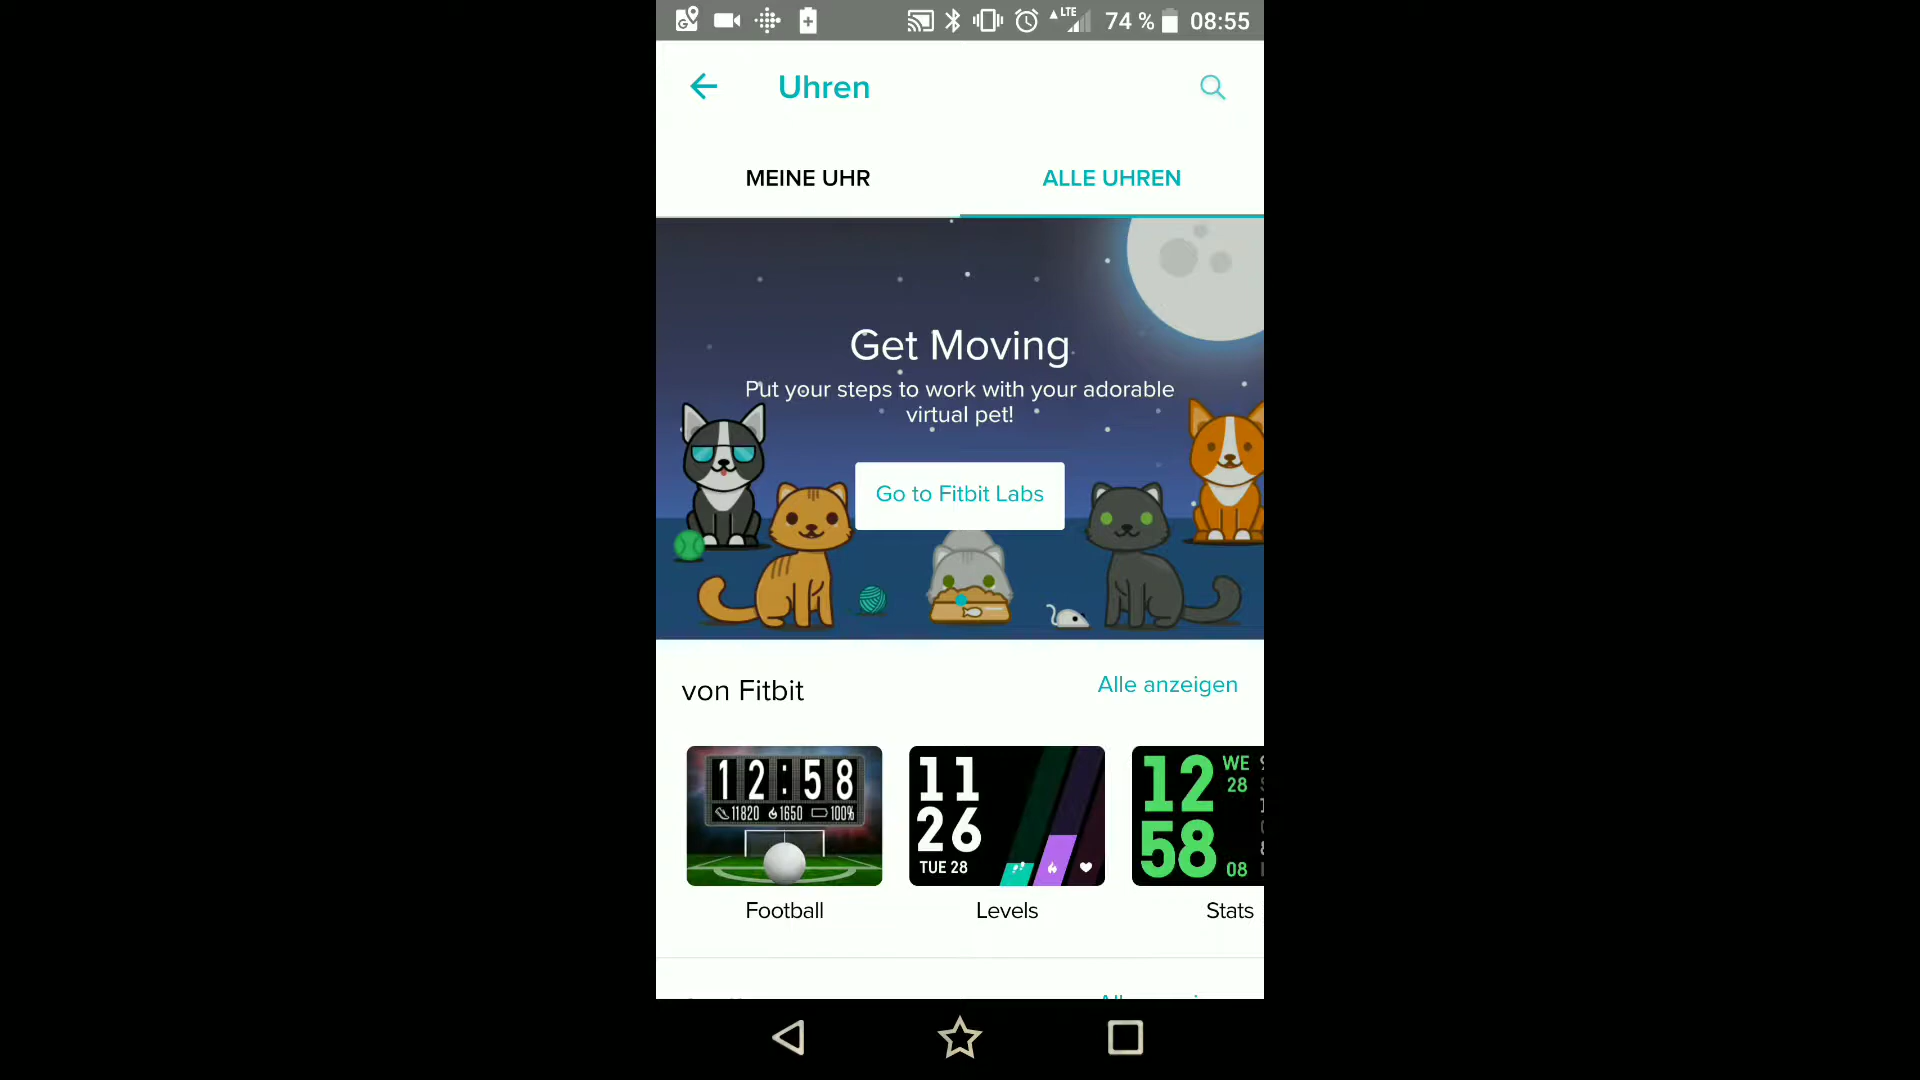 LTE 74 % 08:55
Uhren
MEINE UHR ALLE UHREN
Get Moving
Put your steps to work with your adorable
virtual pet!
Go to Fitbit Labs
von Fitbit Alle anzeigen
12:58
11820 1650 100%
11
26
TUE 28
12
58
WE
28
08
Football Levels Stats